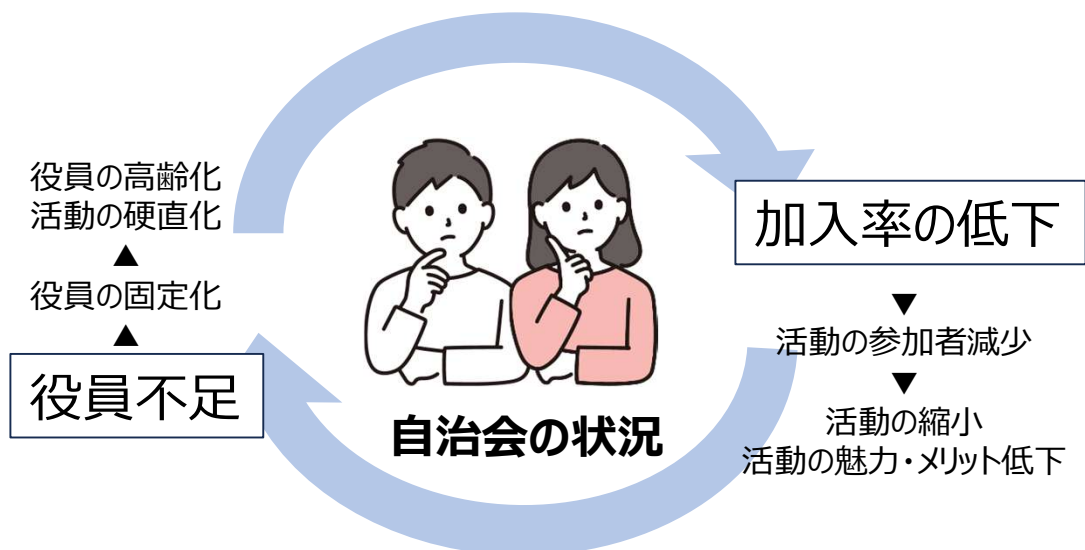 役員の高齢化
活動の硬直化
▲
役員の固定化
▲
役員不足
自治会の状況
加入率の低下
▼
活動の参加者減少
▼
活動の縮小
活動の魅力・メリット低下